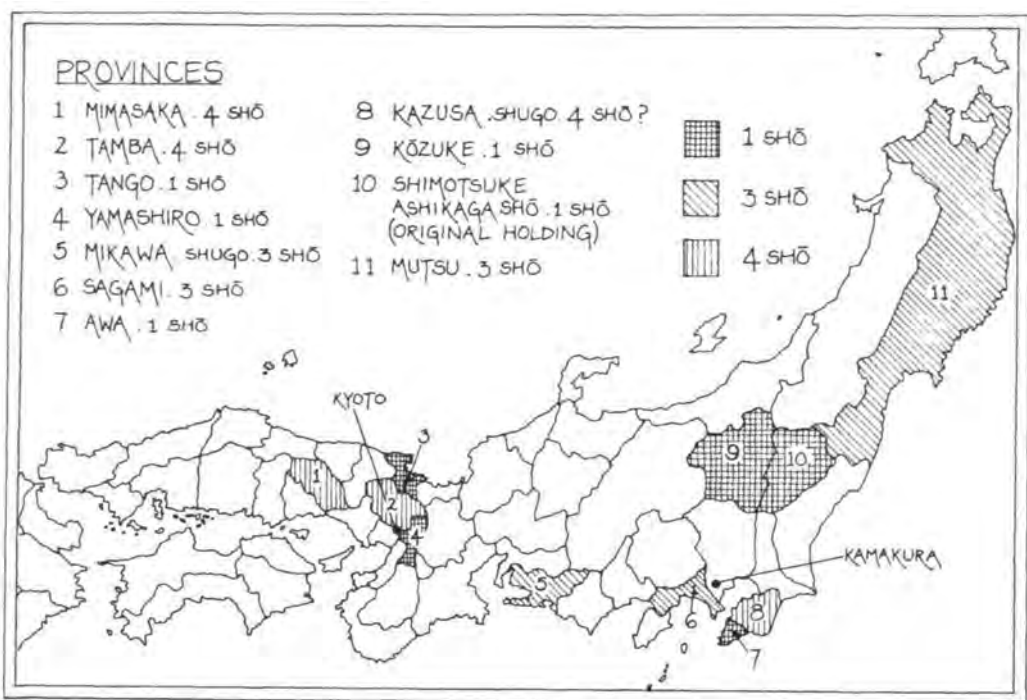 PROVINCES
1 MIMASAKA . 4 SHŌ
2 TAMBA . 4 SHŌ
3 TANGO . 1 SHŌ
4 YAMASHIRO . 1 SHŌ
5 MIKAWA SHUGO . 3 SHŌ
6 SAGAMI . 3 SHŌ
7 AWA . 1 SHŌ
8 KAZUSA . SHUGO 4 SHŌ?
9 KŌZUKE . 1 SHŌ
10 SHIMOTSUKE
ASHIKAGA SHŌ . 1 SHŌ
(ORIGINAL HOLDING)
11 MUTSU . 3 SHŌ
1 SHŌ
3 SHŌ
4 SHŌ
11
KYOTO
3
9
10
1
2
4
KAMAKURA
5
8
6
7